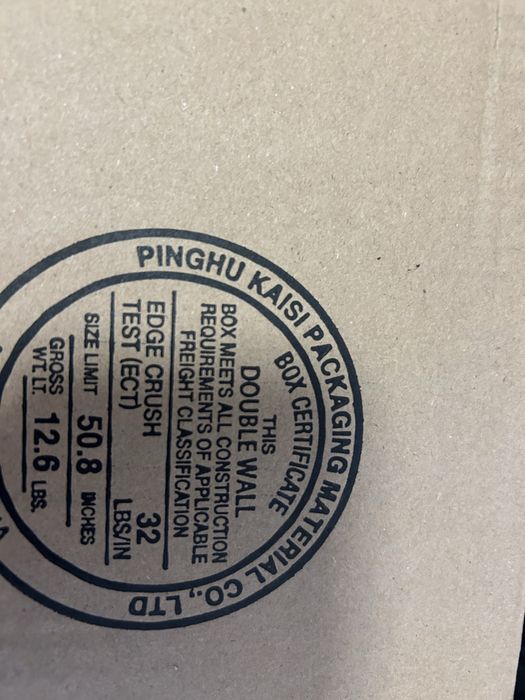 PINGHU KAISI PACKAGING MATERIAL CO., LTD
BOX CERTIFICATE
THIS
DOUBLE WALL
BOX MEETS ALL CONSTRUCTION
REQUIREMENTS OF APPLICABLE
FREIGHT CLASSIFICATION
EDGE CRUSH
TEST (ECT)
32
LBS/IN
SIZE LIMIT 50.8 INCHES
GROSS
WT.LT. 12.6 LBS.